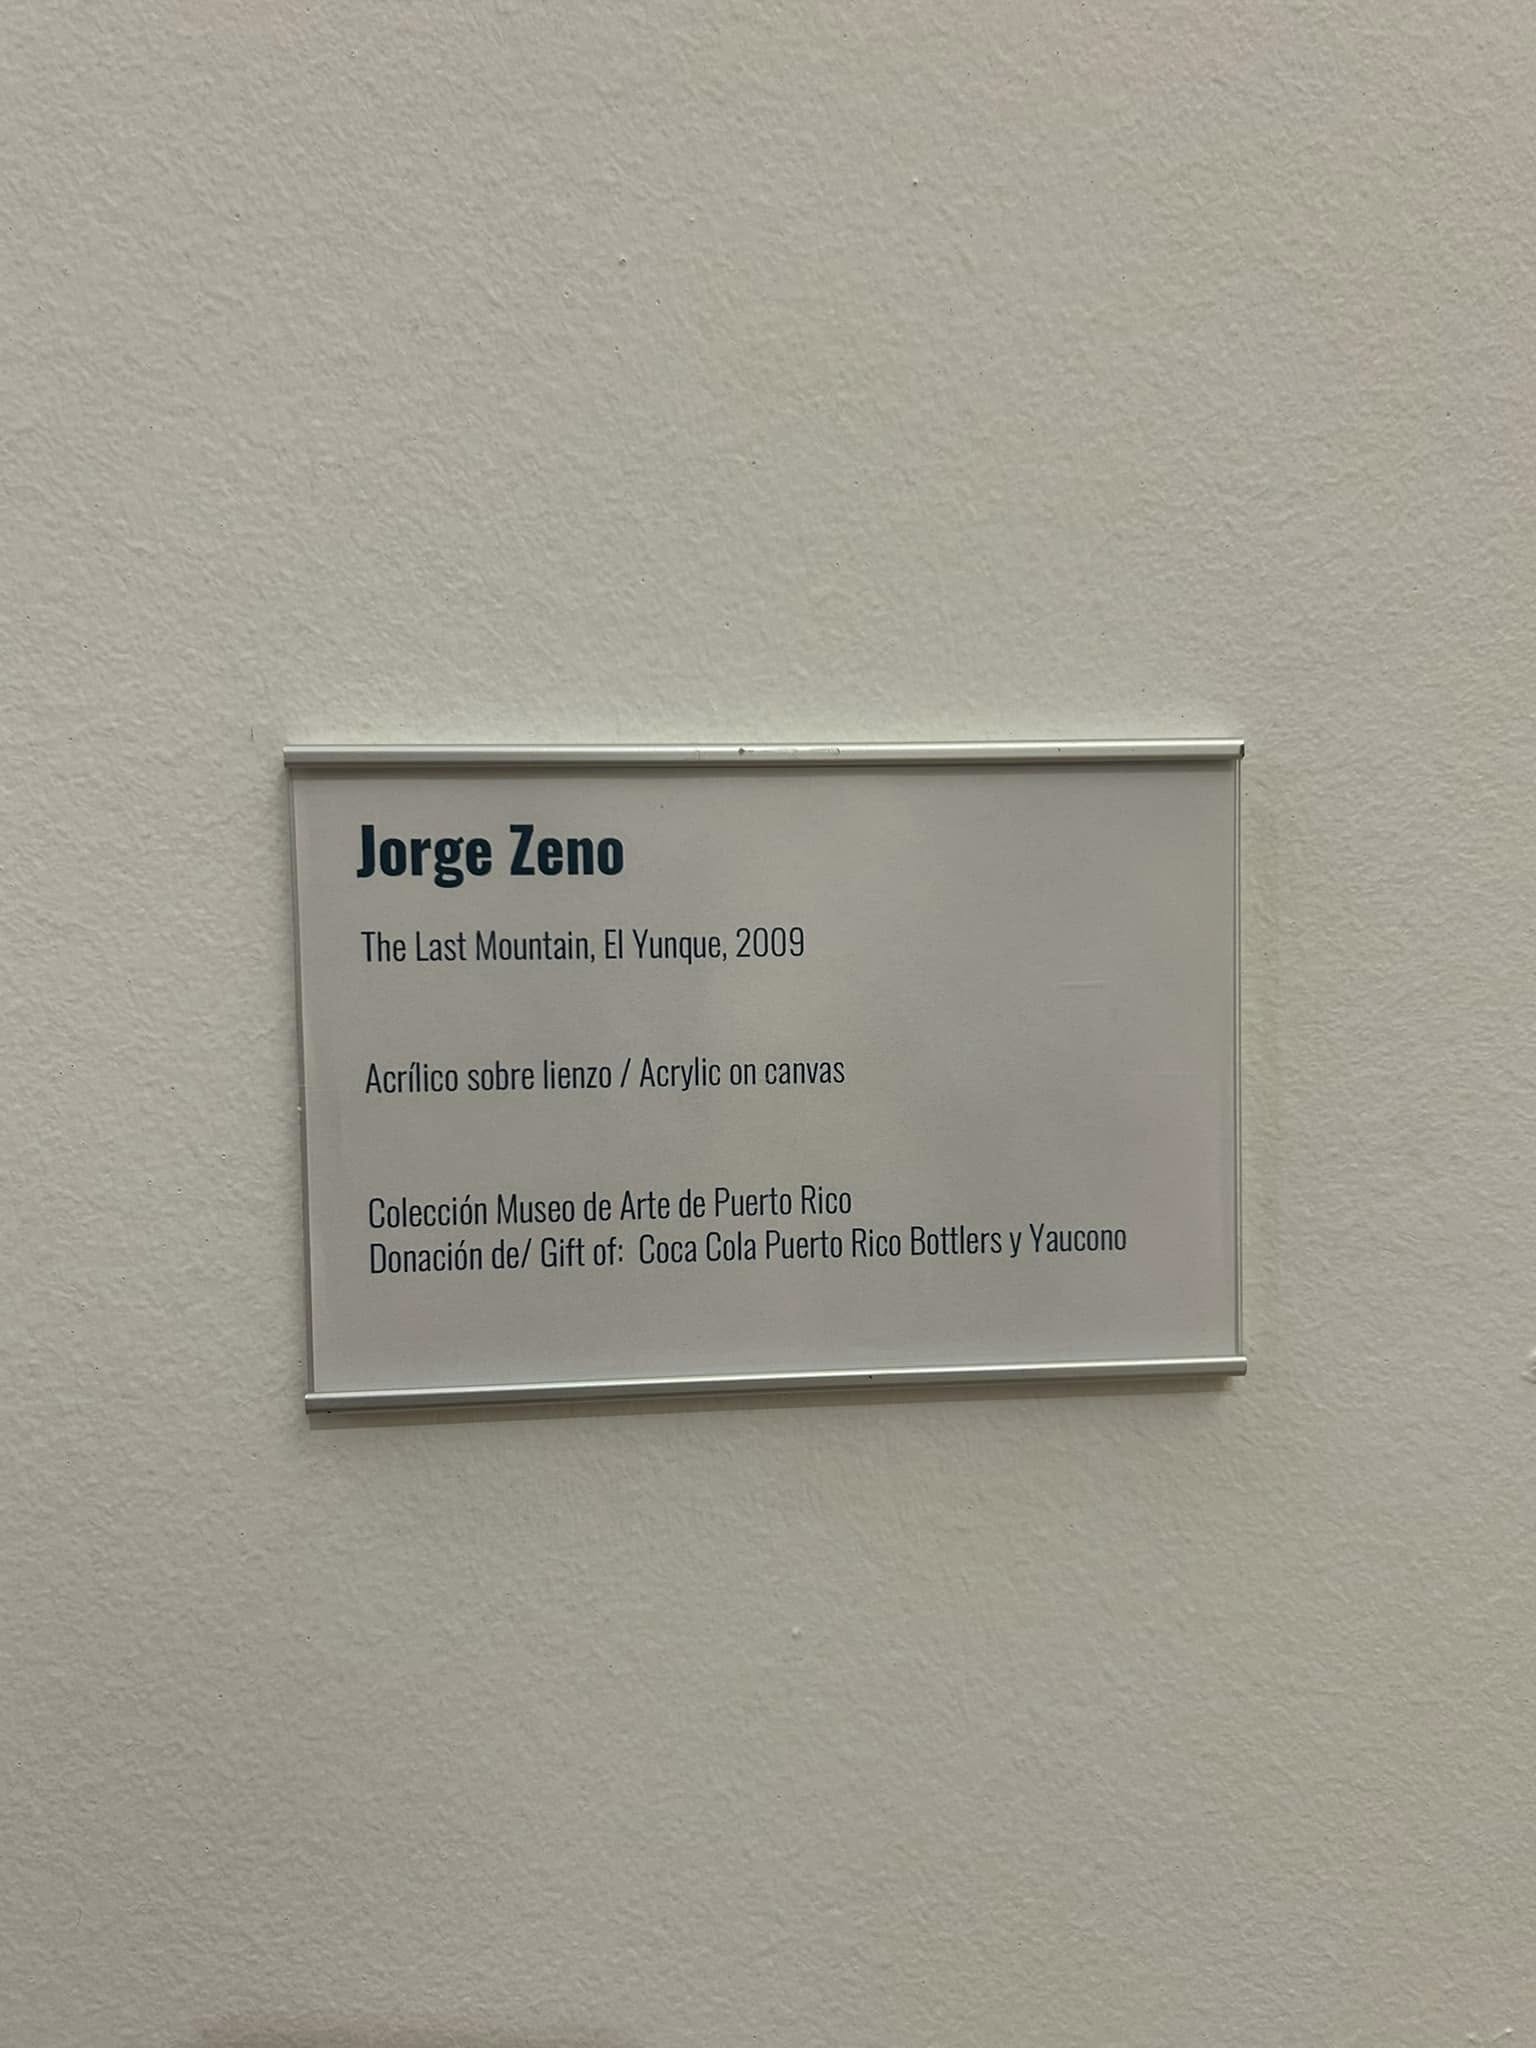 Jorge Zeno
The Last Mountain, El Yunque, 2009
Acrílico sobre lienzo / Acrylic on canvas
Colección Museo de Arte de Puerto Rico
Donación de/ Gift of: Coca Cola Puerto Rico Bottlers y Yaucono